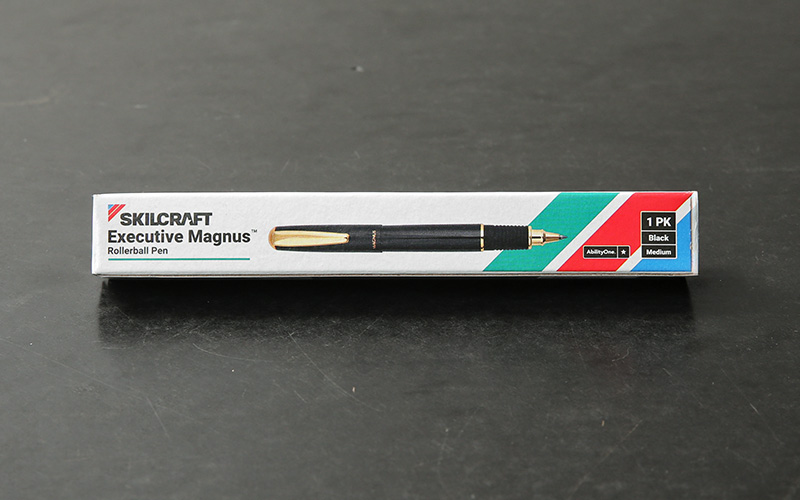 SKILCRAFT
Executive Magnus™
Rollerball Pen
AbilityOne.
1 PK
Black
Medium